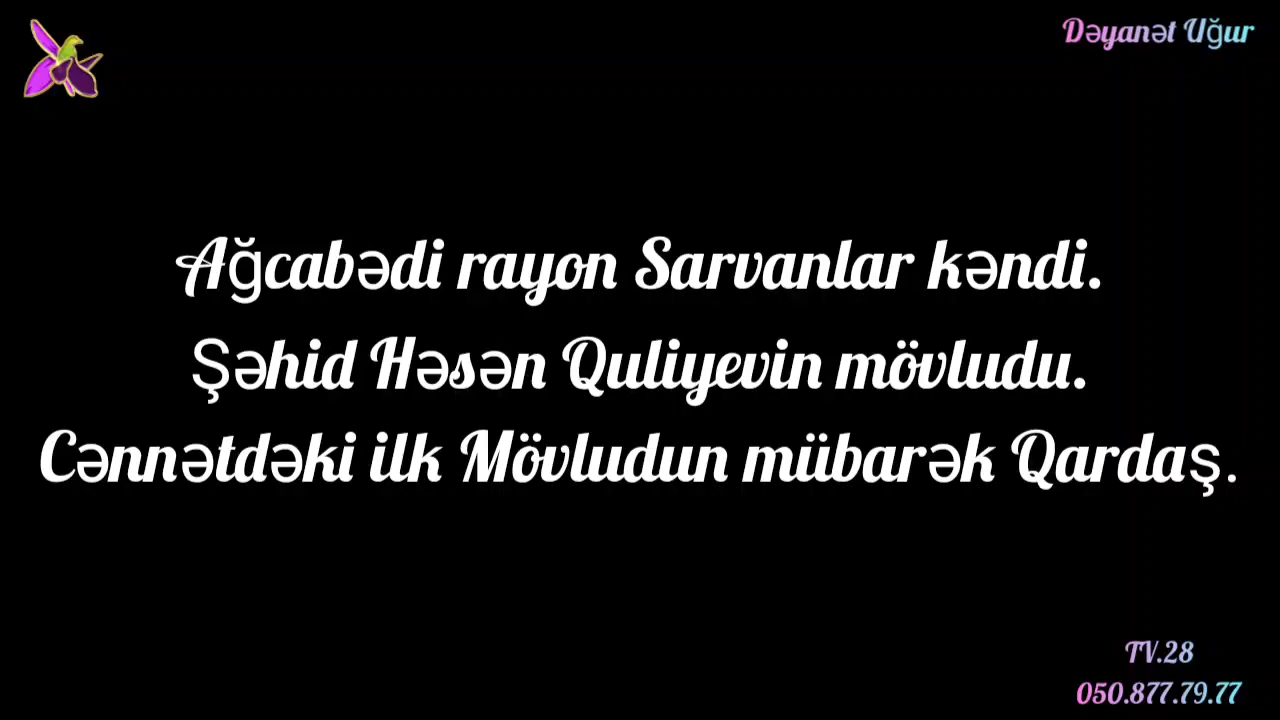 Dəyanət Uğur
Ağcabədi rayon Sarvanlar kəndi.
Şəhid Həsən Quliyevin mövludu.
Cənnətdəki ilk Mövludun mübarək Qardaş.
TV.28
050.877.79.77